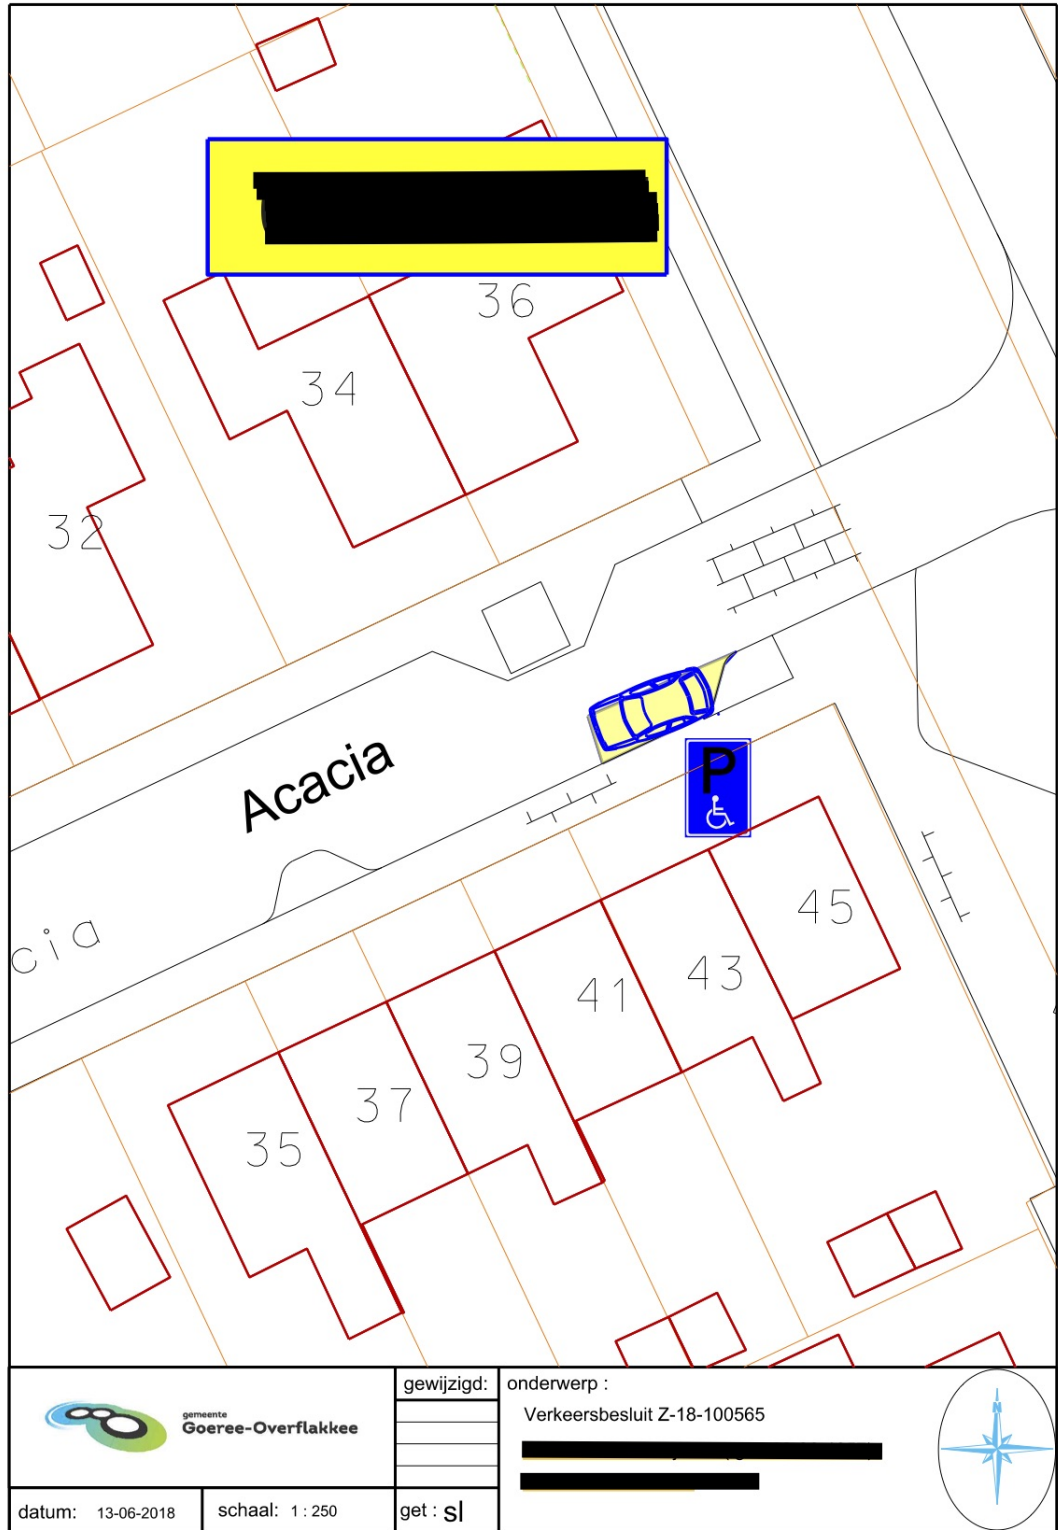 36
34
32
Acacia
P
cia
45
43
41
39
37
35
gemeente
Goeree-Overflakkee
gewijzigd:
onderwerp :
Verkeersbesluit Z-18-100565
N
datum: 13-06-2018
schaal: 1 : 250
get : sl